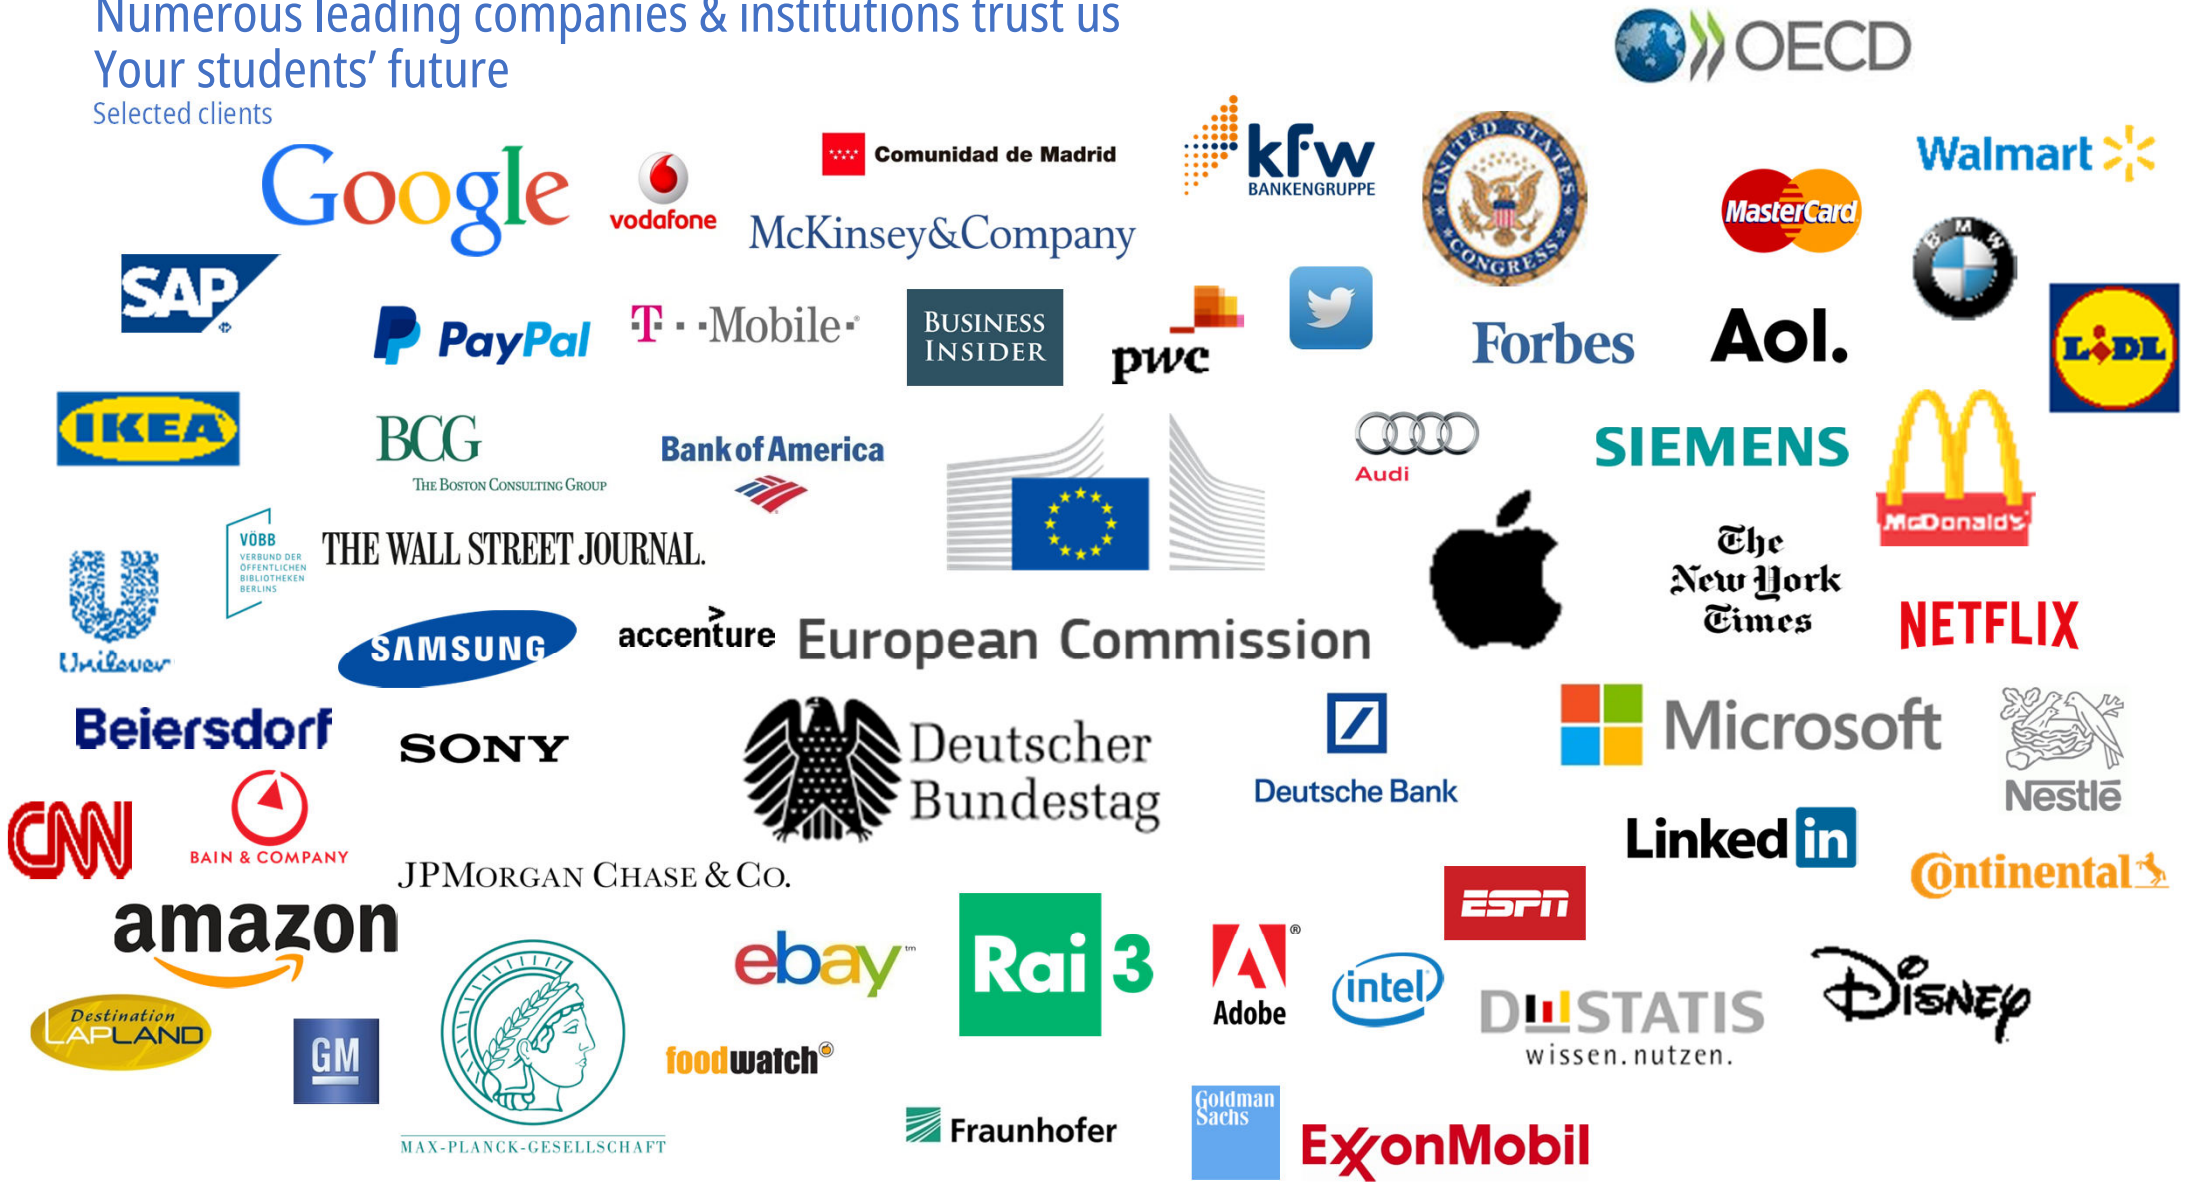 Numerous leading companies & institutions trust us
Your students’ future
Selected clients
OECD
Google
vodafone
Comunidad de Madrid
McKinsey&Company
kfw
BANKENGRUPPE
UNITED STATES
CONGRESS
MasterCard
Walmart
BMW
SAP
PayPal
T··Mobile·®
BUSINESS
INSIDER
pwc
Forbes
Aol.
LiDL
IKEA
BCG
THE BOSTON CONSULTING GROUP
Bank of America
Audi
SIEMENS
McDonald's
VÖBB
VERBUND DER
ÖFFENTLICHEN
BIBLIOTHEKEN
BERLINS
THE WALL STREET JOURNAL.
The
New York
Times
NETFLIX
Unilever
SAMSUNG
accenture
European Commission
Beiersdorf
SONY
Deutscher
Bundestag
Deutsche Bank
Microsoft
Nestlé
CNN
BAIN & COMPANY
JPMORGAN CHASE & CO.
Linked in
Continental
ESPN
amazon
ebay™
Rai 3
®
Adobe
intel
DESTATIS
wissen.nutzen.
DISNEY
Destination
LAPLAND
GM
foodwatch®
MAX-PLANCK-GESELLSCHAFT
Fraunhofer
Goldman
Sachs
ExxonMobil